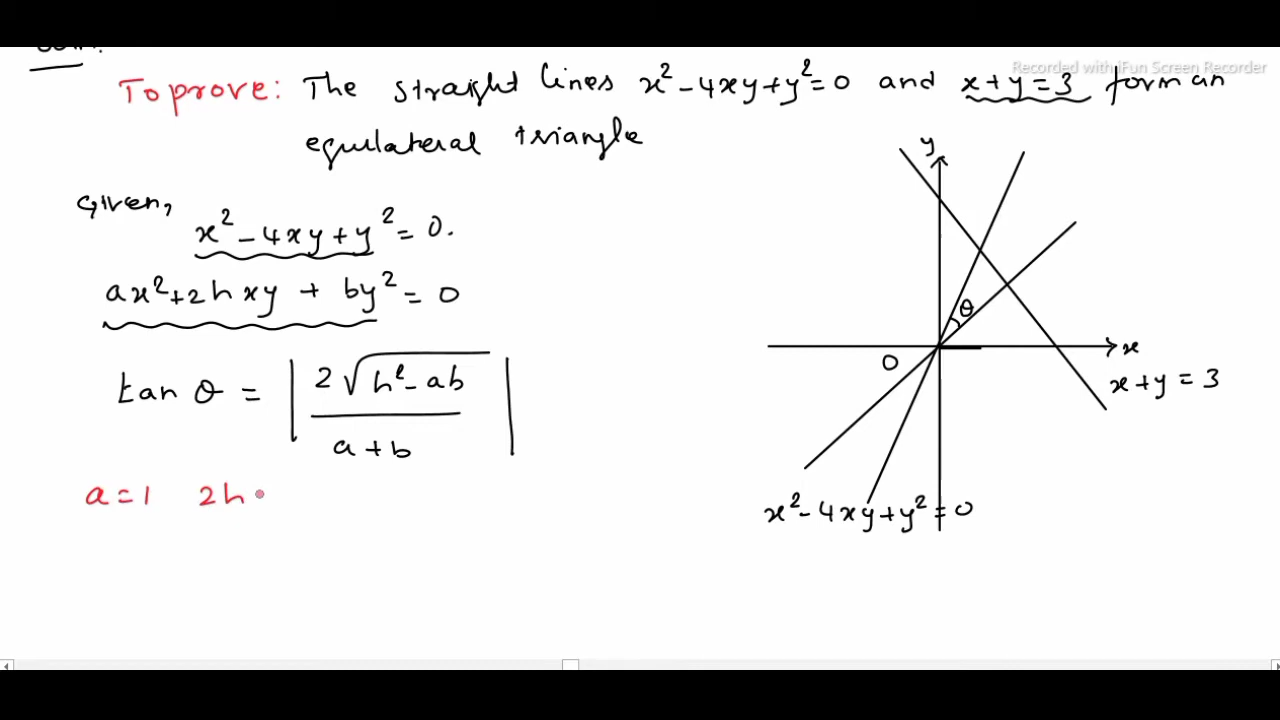 Recorded with iFun Screen Recorder
To prove: The straight lines x² - 4xy + y² = 0 and x + y = 3 form an
equilateral triangle
Given,
x² - 4xy + y² = 0.
ax² + 2hxy + by² = 0
tan θ = | 2√(h² - ab) / (a + b) |
a = 1 2h
y
θ
O
x
x + y = 3
x² - 4xy + y² = 0